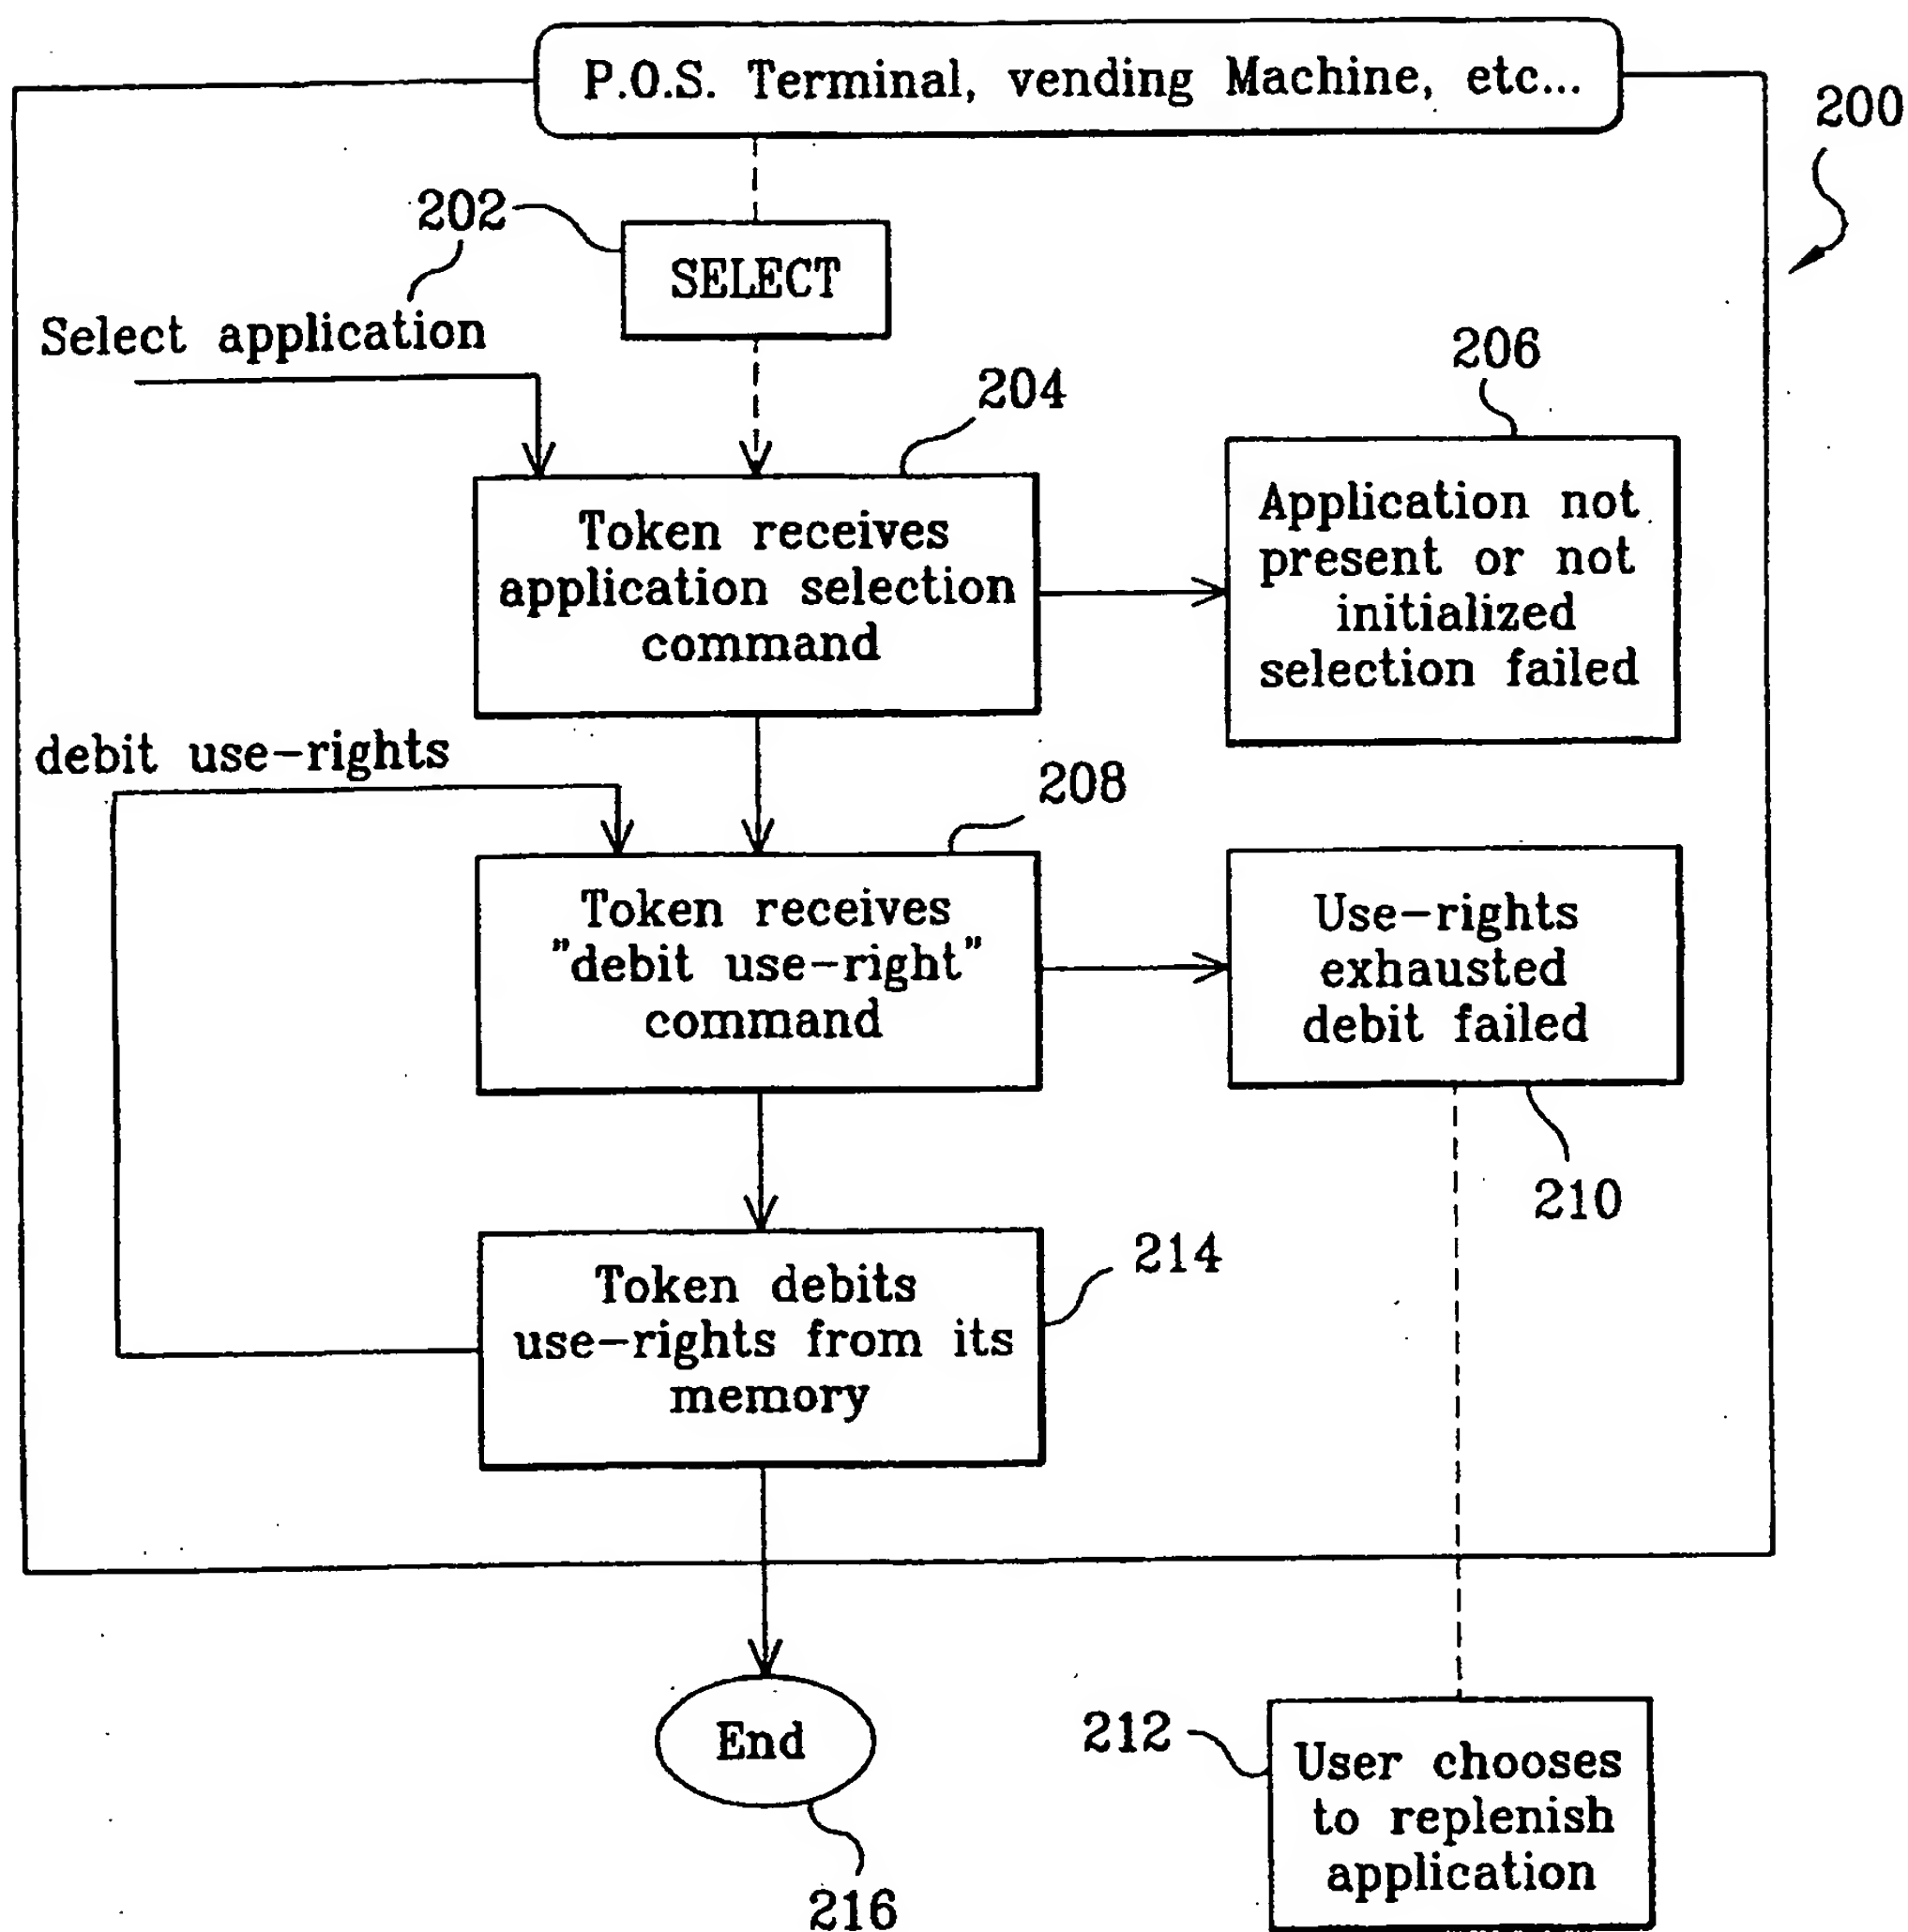 P.O.S. Terminal, vending Machine, etc...
200
202
SELECT
Select application
204
206
Token receives
application selection
command
Application not
present or not
initialized
selection failed
debit use-rights
208
Token receives
"debit use-right"
command
Use-rights
exhausted
debit failed
210
214
Token debits
use-rights from its
memory
End
212
User chooses
to replenish
application
216